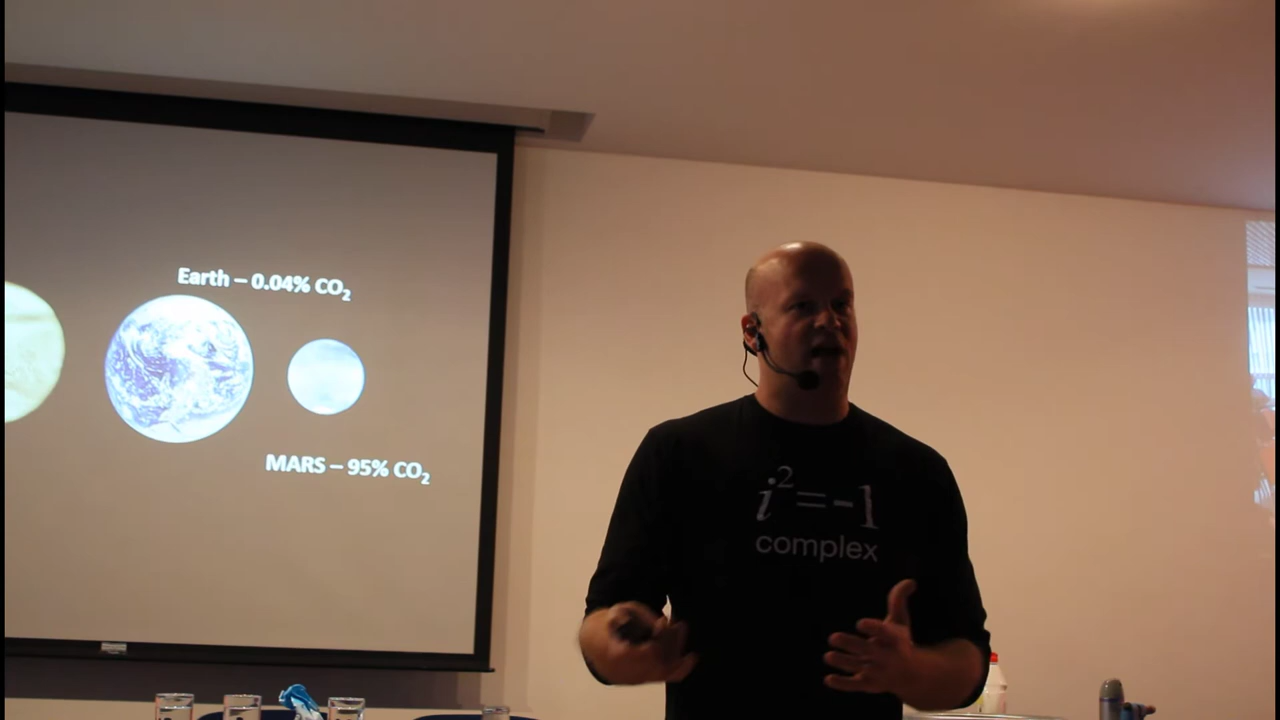 Earth – 0.04% CO₂
MARS – 95% CO₂
i²=-1
complex